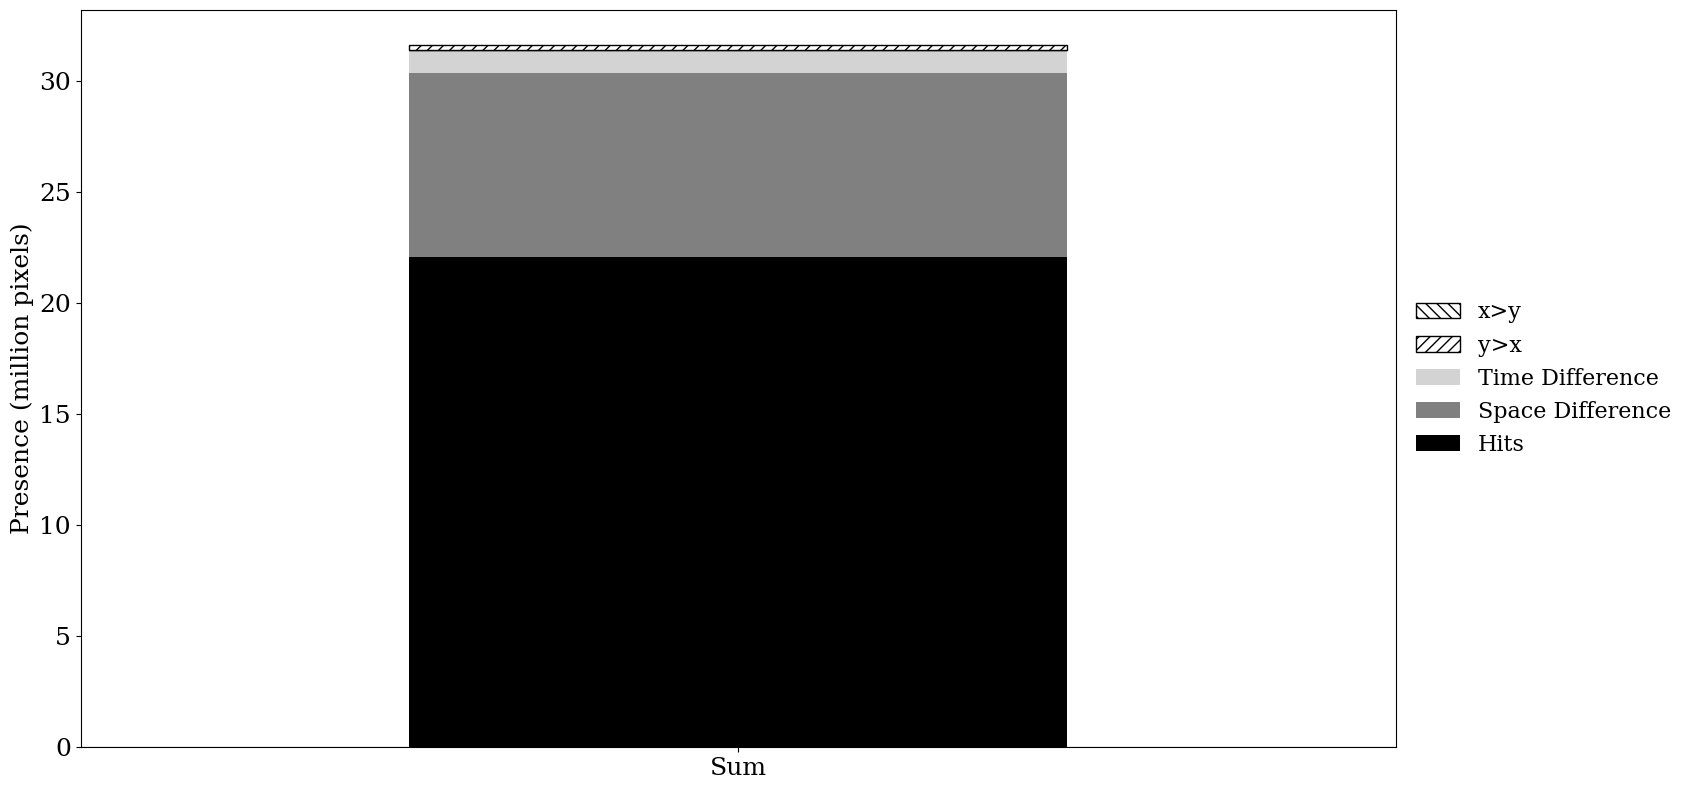 Presence (million pixels)
30
25
20
15
10
5
0
Sum
x>y
y>x
Time Difference
Space Difference
Hits